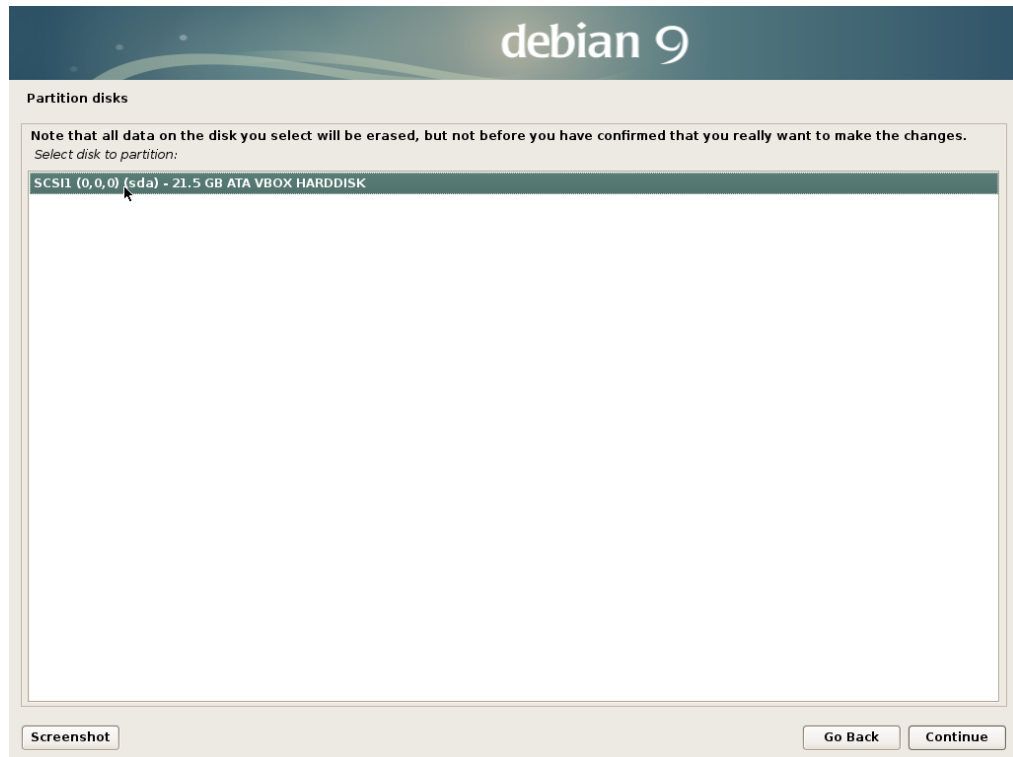 debian 9
Partition disks
Note that all data on the disk you select will be erased, but not before you have confirmed that you really want to make the changes.
Select disk to partition:
SCSI1 (0,0,0) (sda) - 21.5 GB ATA VBOX HARDDISK
Screenshot
Go Back
Continue